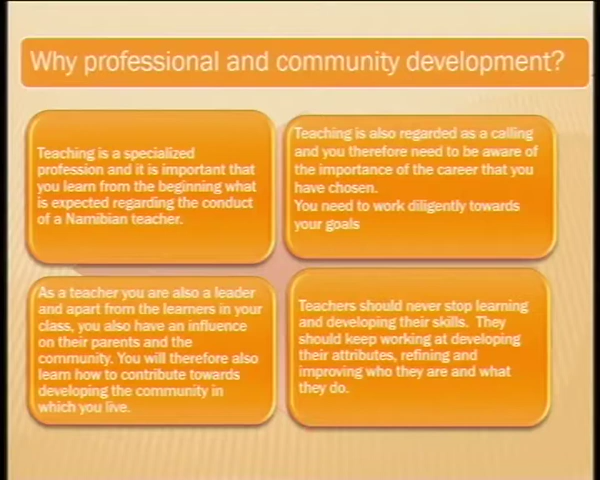 Why professional and community development?
Teaching is a specialized
profession and it is important that
you learn from the beginning what
is expected regarding the conduct
of a Namibian teacher.
Teaching is also regarded as a calling
and you therefore need to be aware of
the importance of the career that you
have chosen.
You need to work diligently towards
your goals
As a teacher you are also a leader
and apart from the learners in your
class, you also have an influence
on their parents and the
community. You will therefore also
learn how to contribute towards
developing the community in
which you live.
Teachers should never stop learning
and developing their skills.  They
should keep working at developing
their attributes, refining and
improving who they are and what
they do.